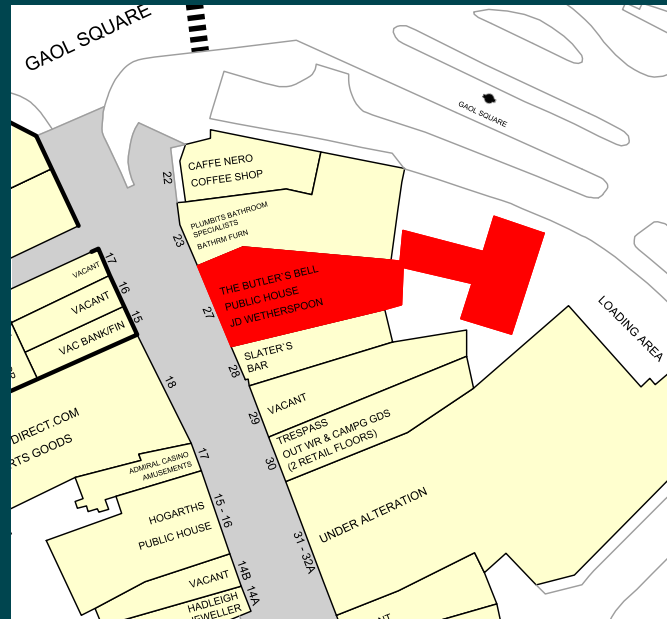 GAOL SQUARE
GAOL SQUARE
CAFFE NERO
COFFEE SHOP
22
PLUMBITS BATHROOM
SPECIALISTS
BATHRM FURN
23
THE BUTLER'S BELL
PUBLIC HOUSE
JD WETHERSPOON
27
SLATER'S
BAR
28
VACANT
29
TRESPASS
OUT WR & CAMPG GDS
(2 RETAIL FLOORS)
30
UNDER ALTERATION
31 - 32A
LOADING AREA
VACANT
17
VACANT
16
VAC BANK/FIN
15
18
DIRECT.COM
RTS GOODS
ADMIRAL CASINO
AMUSEMENTS
17
HOGARTHS
PUBLIC HOUSE
15 - 16
VACANT
14B
HADLEIGH
JEWELLER
14A
NT